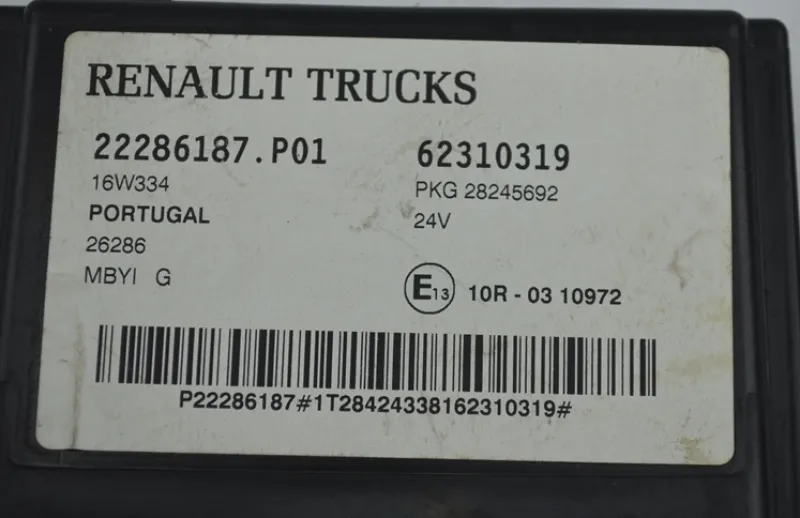 RENAULT TRUCKS
22286187.P01 62310319
16W334 PKG 28245692
PORTUGAL 24V
26286
MBYI G
E13 10R - 03 10972
P22286187#1T28424338162310319#